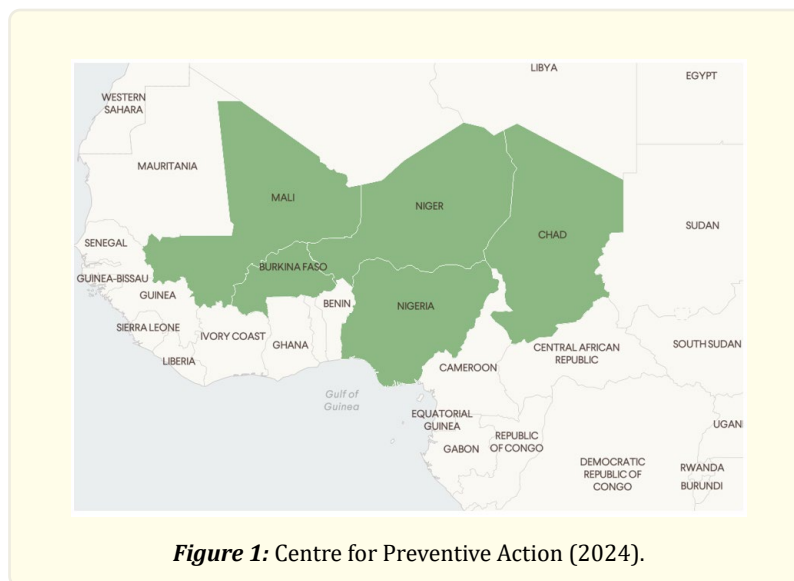 LIBYA
EGYPT
WESTERN
SAHARA
MAURITANIA
MALI
NIGER
CHAD
SUDAN
SENEGAL
BURKINA FASO
GUINEA-BISSAU
GUINEA
BENIN
NIGERIA
SIERRA LEONE
IVORY COAST
GHANA
LIBERIA
CENTRAL AFRICAN
REPUBLIC
SOUTH SUDAN
CAMEROON
Gulf of
Guinea
EQUATORIAL
GUINEA
UGAN
REPUBLIC
OF CONGO
GABON
DEMOCRATIC
REPUBLIC OF
CONGO
RWANDA
BURUNDI
Figure 1: Centre for Preventive Action (2024).